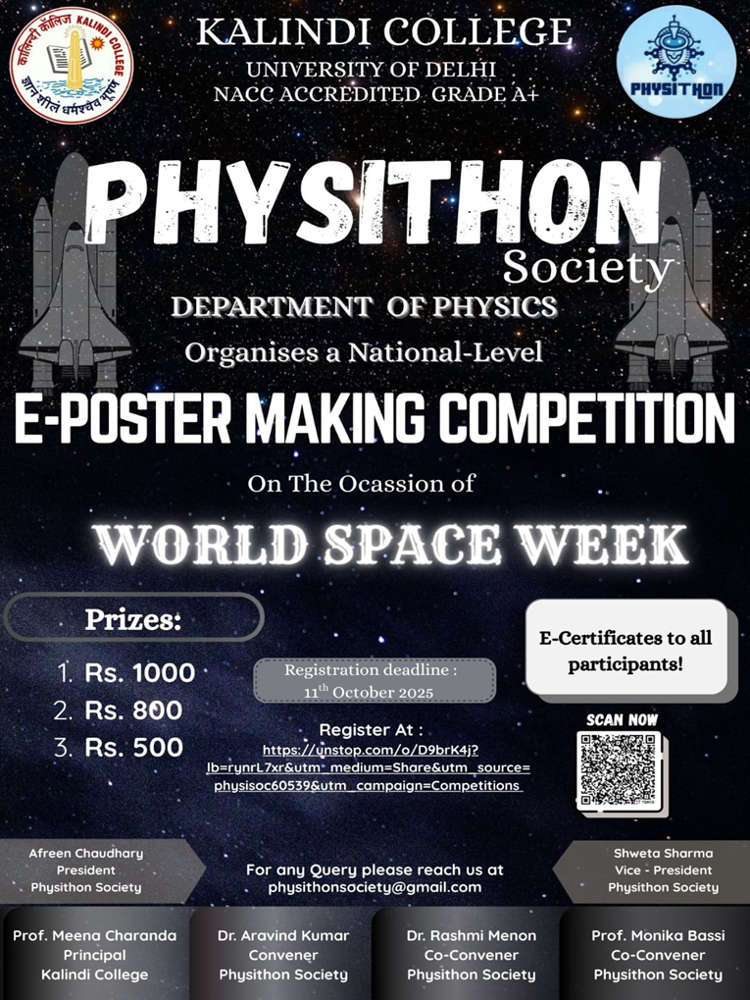 कालिन्दी कॉलिज KALINDI COLLEGE
ज्ञानं शीलं धर्मश्चैव भूषणम्
KALINDI COLLEGE
UNIVERSITY OF DELHI
NACC ACCREDITED GRADE A+
PHYSITHON
PHYSITHON
Society
DEPARTMENT OF PHYSICS
Organises a National-Level
E-POSTER MAKING COMPETITION
On The Ocassion of
WORLD SPACE WEEK
Prizes:
1. Rs. 1000
2. Rs. 800
3. Rs. 500
Registration deadline :
11th October 2025
Register At :
https://unstop.com/o/D9brK4j?
lb=rynrL7xr&utm_medium=Share&utm_source=
physisoc60539&utm_campaign=Competitions
E-Certificates to all
participants!
SCAN NOW
Afreen Chaudhary
President
Physithon Society
For any Query please reach us at
physithonsociety@gmail.com
Shweta Sharma
Vice - President
Physithon Society
Prof. Meena Charanda
Principal
Kalindi College
Dr. Aravind Kumar
Convener
Physithon Society
Dr. Rashmi Menon
Co-Convener
Physithon Society
Prof. Monika Bassi
Co-Convener
Physithon Society